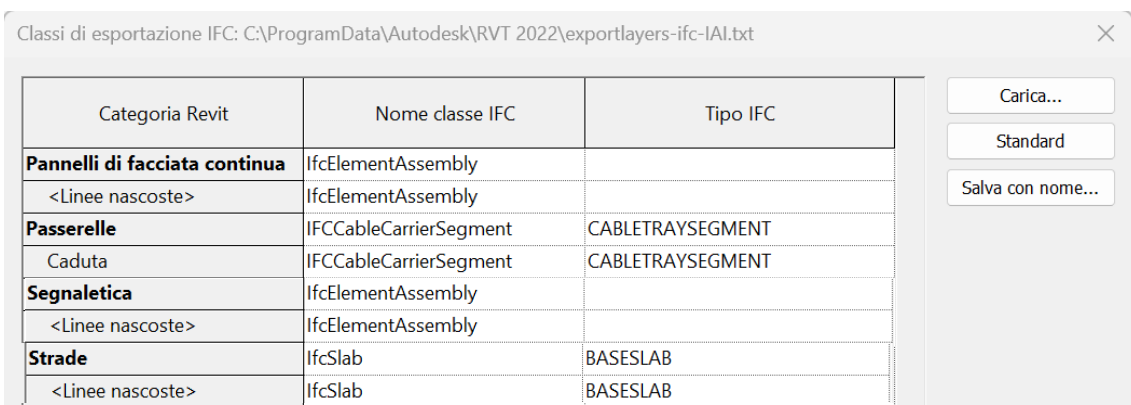 Classi di esportazione IFC: C:\ProgramData\Autodesk\RVT 2022\exportlayers-ifc-IAI.txt
Categoria Revit Nome classe IFC Tipo IFC
Pannelli di facciata continua IfcElementAssembly
<Linee nascoste> IfcElementAssembly
Passerelle IFCCableCarrierSegment CABLETRAYSEGMENT
Caduta IFCCableCarrierSegment CABLETRAYSEGMENT
Segnaletica IfcElementAssembly
<Linee nascoste> IfcElementAssembly
Strade IfcSlab BASESLAB
<Linee nascoste> IfcSlab BASESLAB
Carica...
Standard
Salva con nome...